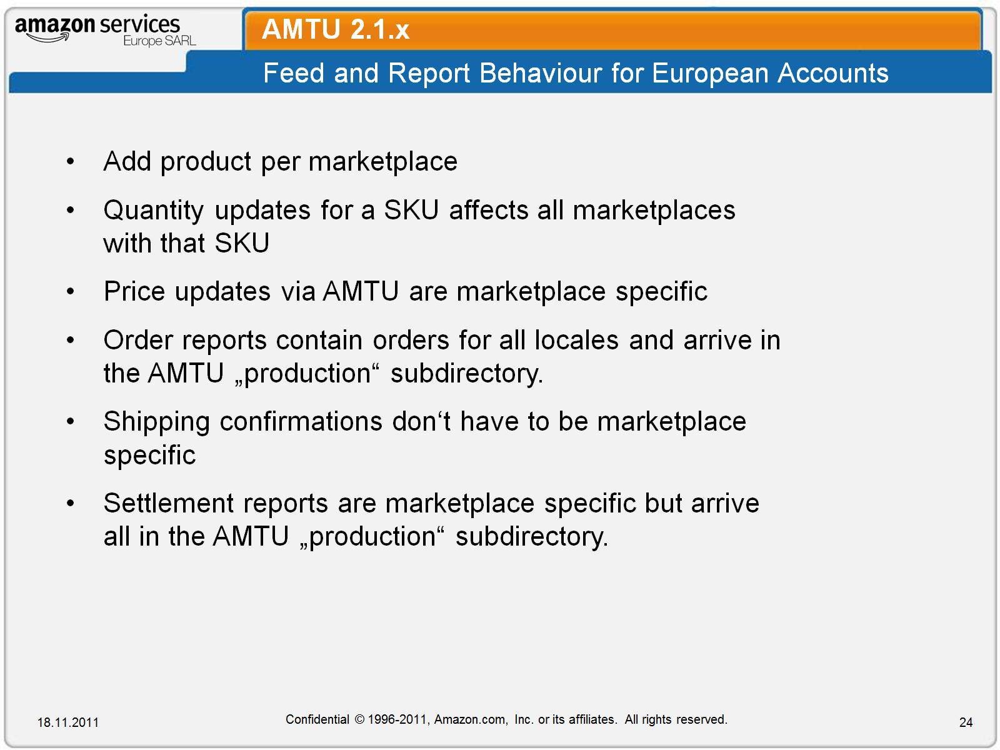 amazon services
Europe SARL
AMTU 2.1.x
Feed and Report Behaviour for European Accounts
• Add product per marketplace
• Quantity updates for a SKU affects all marketplaces
with that SKU
• Price updates via AMTU are marketplace specific
• Order reports contain orders for all locales and arrive in
the AMTU „production“ subdirectory.
• Shipping confirmations don‘t have to be marketplace
specific
• Settlement reports are marketplace specific but arrive
all in the AMTU „production“ subdirectory.
18.11.2011
Confidential © 1996-2011, Amazon.com, Inc. or its affiliates. All rights reserved.
24